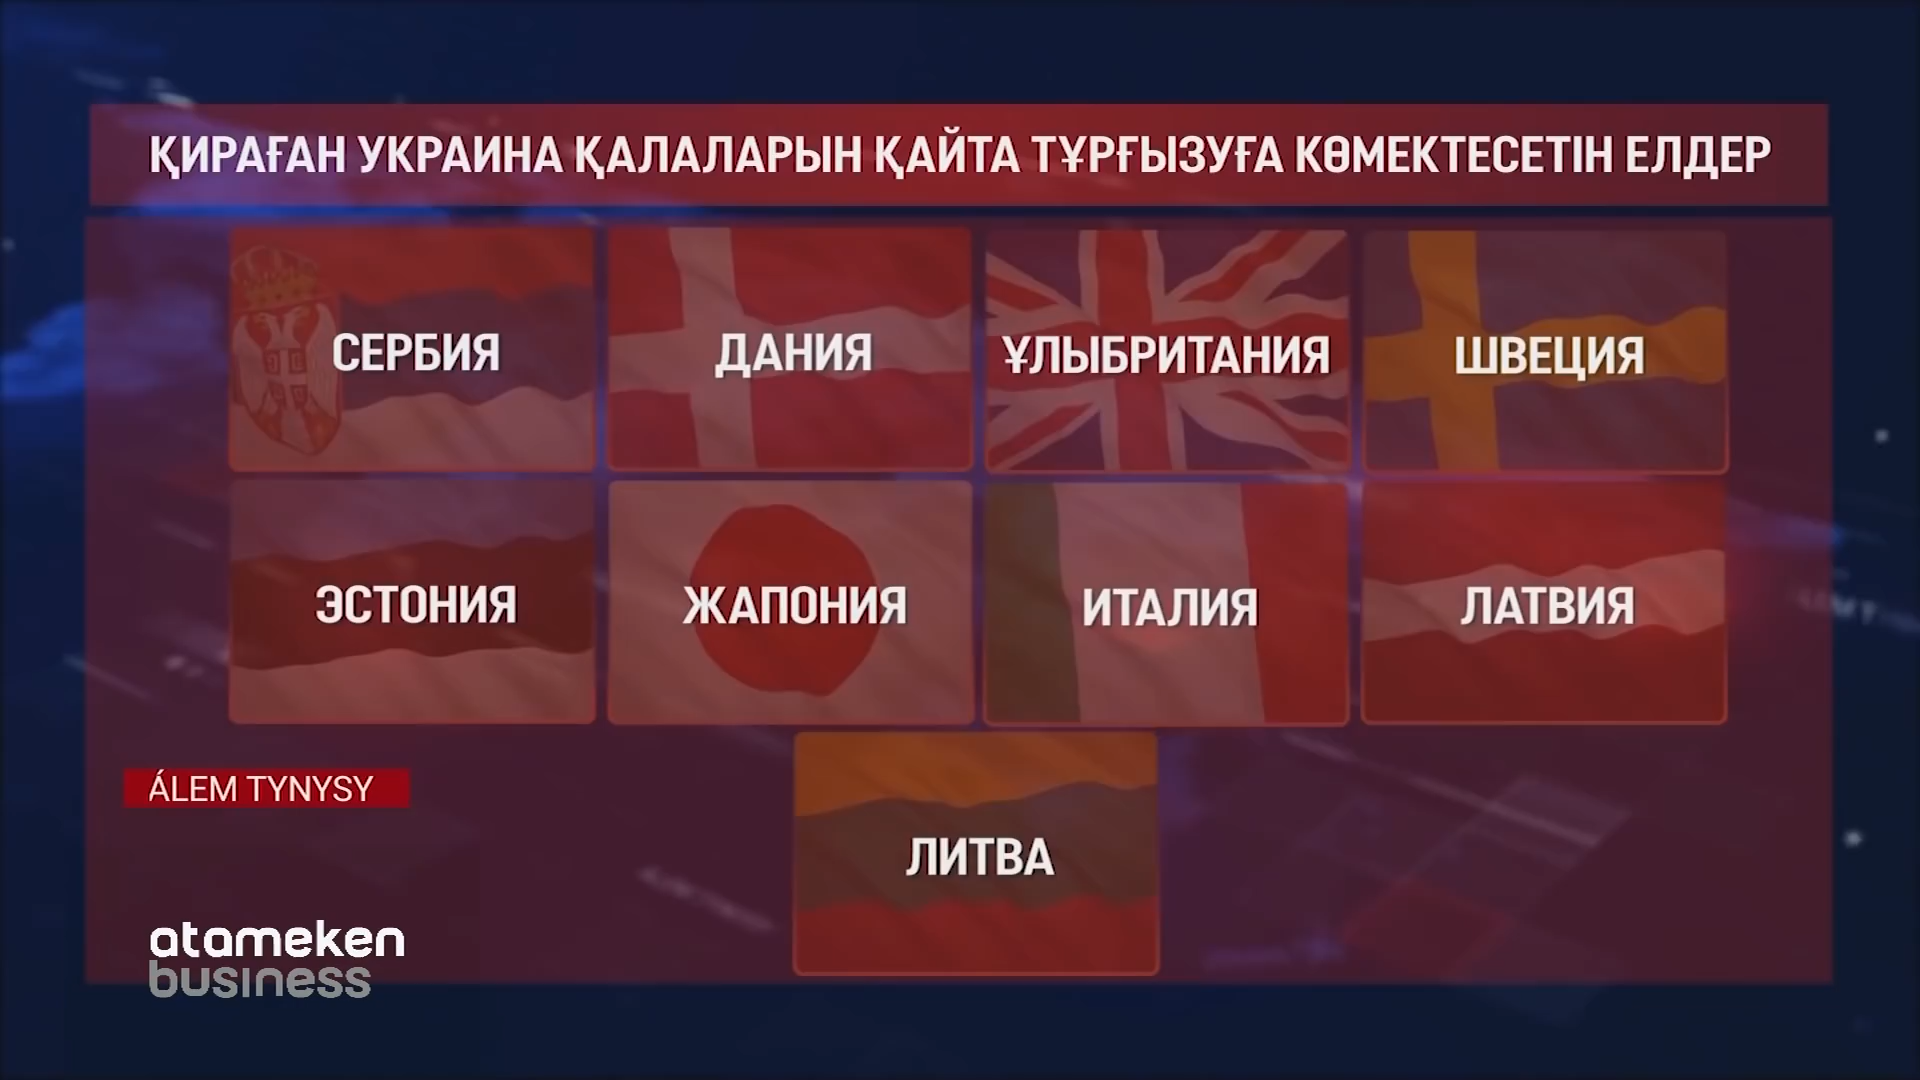 ҚИРАҒАН УКРАИНА ҚАЛАЛАРЫН ҚАЙТА ТҰРҒЫЗУҒА КӨМЕКТЕСЕТІН ЕЛДЕР
СЕРБИЯ
ДАНИЯ
ҰЛЫБРИТАНИЯ
ШВЕЦИЯ
ЭСТОНИЯ
ЖАПОНИЯ
ИТАЛИЯ
ЛАТВИЯ
ЛИТВА
ÁLEM TYNYSY
atameken
business